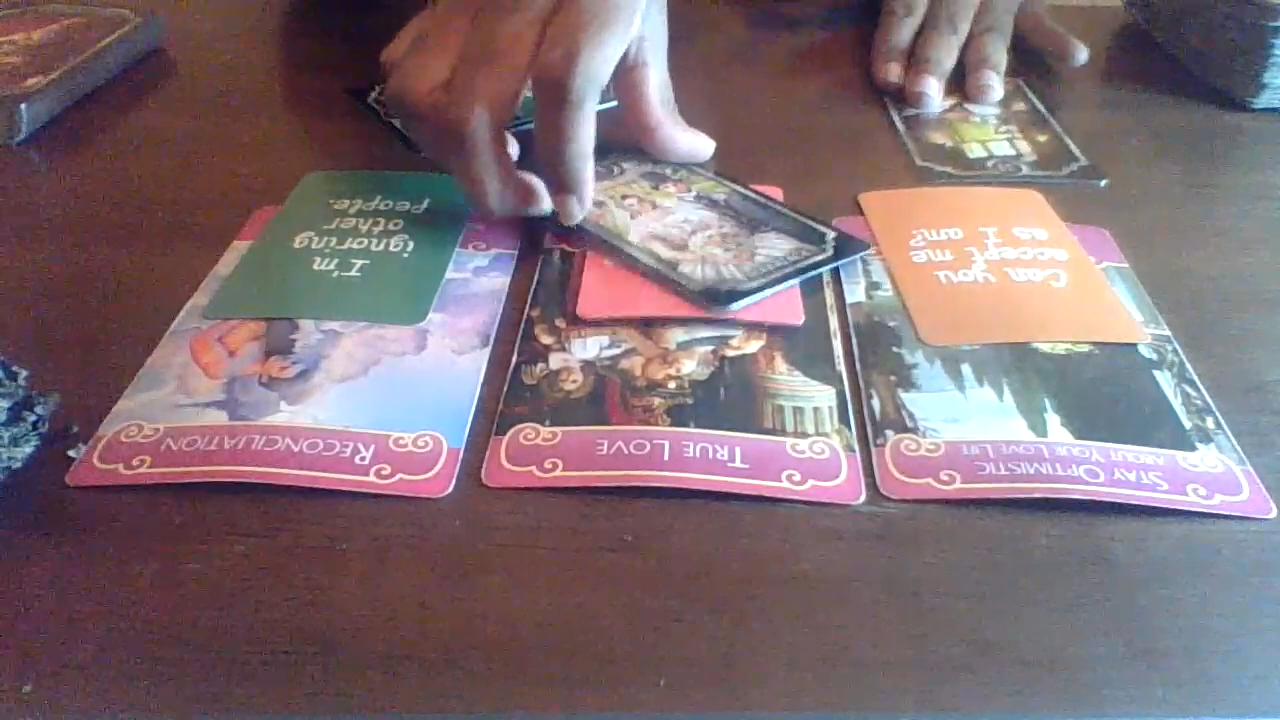 I'm
ignoring
other
people.
Can you
accept me
as I am?
RECONCILIATION
TRUE LOVE
STAY OPTIMISTIC
ABOUT YOUR LOVE LIFE